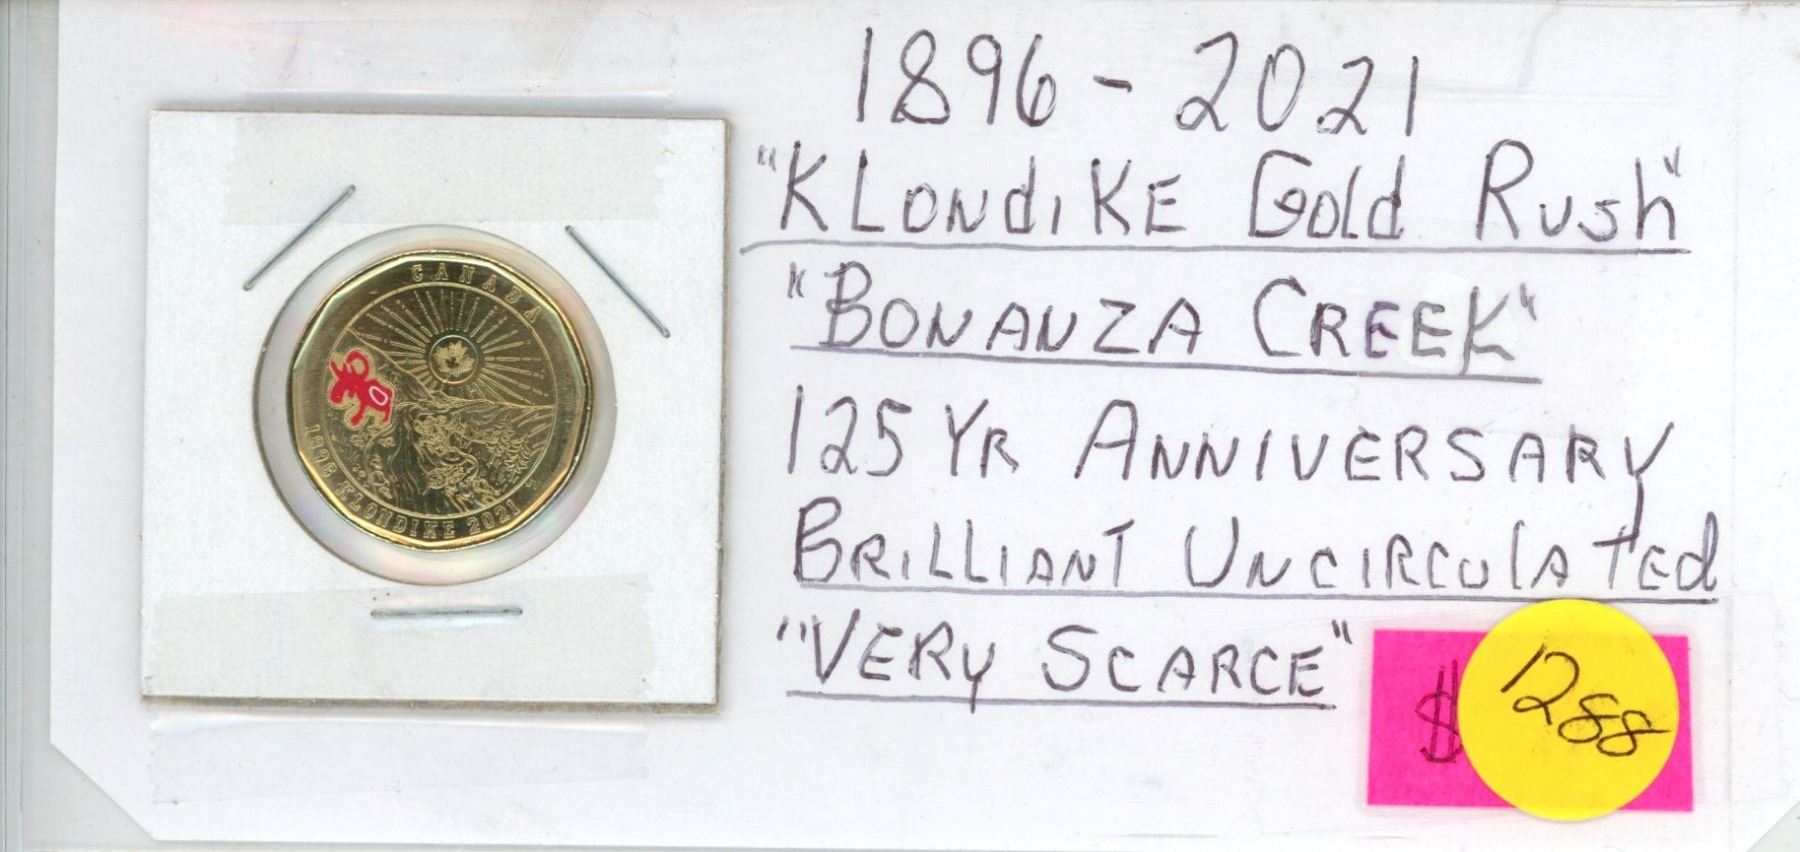 CANADA
1896 KLONDIKE 2021
1896 - 2021
"KLONDIKE Gold Rush"
"BONANZA CREEK"
125 YR ANNIVERSARY
BRILLIANT UNCIRCULATED
"VERY SCARCE"
$
1288